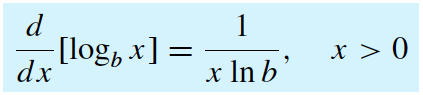 d/dx [log_b x] = 1/(x ln b), x > 0